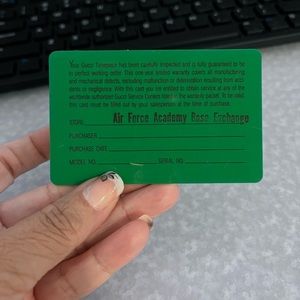 Your Gucci Timepiece has been carefully inspected and is fully guaranteed to be
in perfect working order. This one year limited warranty covers all manufacturing
and mechanical defects, excluding malfunction or deterioration resulting from acci-
dents or negligence. With this card you are entitled to obtain service at any of the
worldwide authorized Gucci Service Centers listed in the warranty packet. To be valid
this card must be filled out by your salesperson at the time of purchase.
STORE Air Force Academy Base Exchange
PURCHASER
PURCHASE DATE
MODEL NO. SERIAL NO.